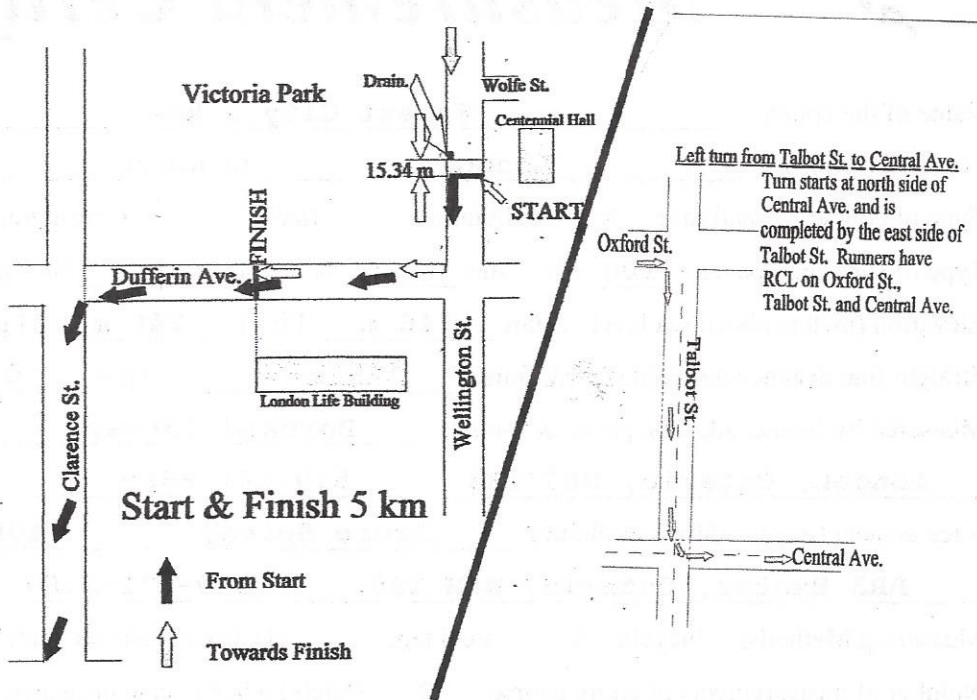 Victoria Park
Drain.
Wolfe St.
Centennial Hall
15.34 m
START
FINISH
Dufferin Ave.
London Life Building
Wellington St.
Clarence St.
Start & Finish 5 km
From Start
Towards Finish
Left turn from Talbot St. to Central Ave.
Turn starts at north side of
Central Ave. and is
completed by the east side of
Talbot St. Runners have
RCL on Oxford St.,
Talbot St. and Central Ave.
Oxford St.
Talbot St.
Central Ave.